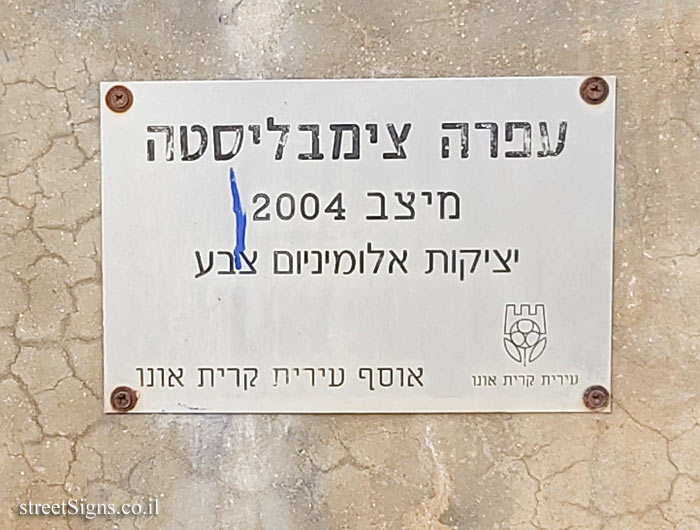 עפרה צימבליסטה
מיצב 2004
יציקות אלומיניום צבע
עירית קרית אונו
אוסף עירית קרית אונו
streetSigns.co.il